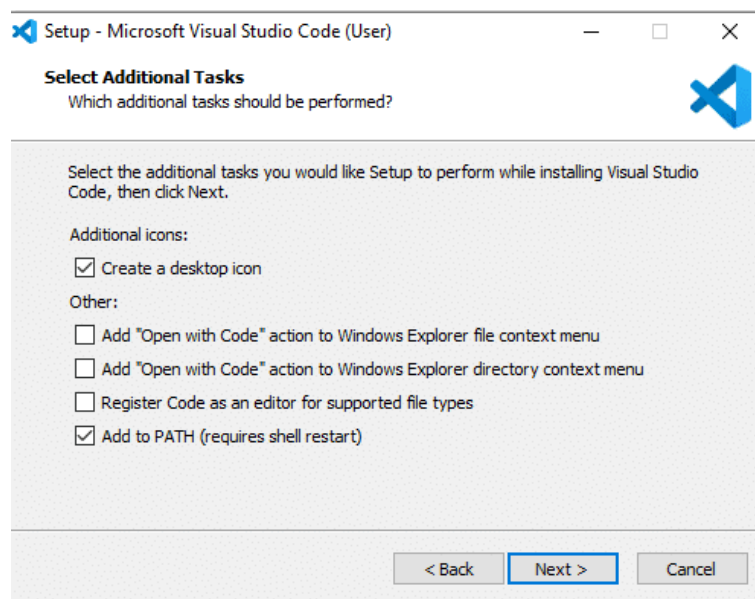 Setup - Microsoft Visual Studio Code (User)
Select Additional Tasks
Which additional tasks should be performed?
Select the additional tasks you would like Setup to perform while installing Visual Studio
Code, then click Next.
Additional icons:
Create a desktop icon
Other:
Add "Open with Code" action to Windows Explorer file context menu
Add "Open with Code" action to Windows Explorer directory context menu
Register Code as an editor for supported file types
Add to PATH (requires shell restart)
< Back Next > Cancel